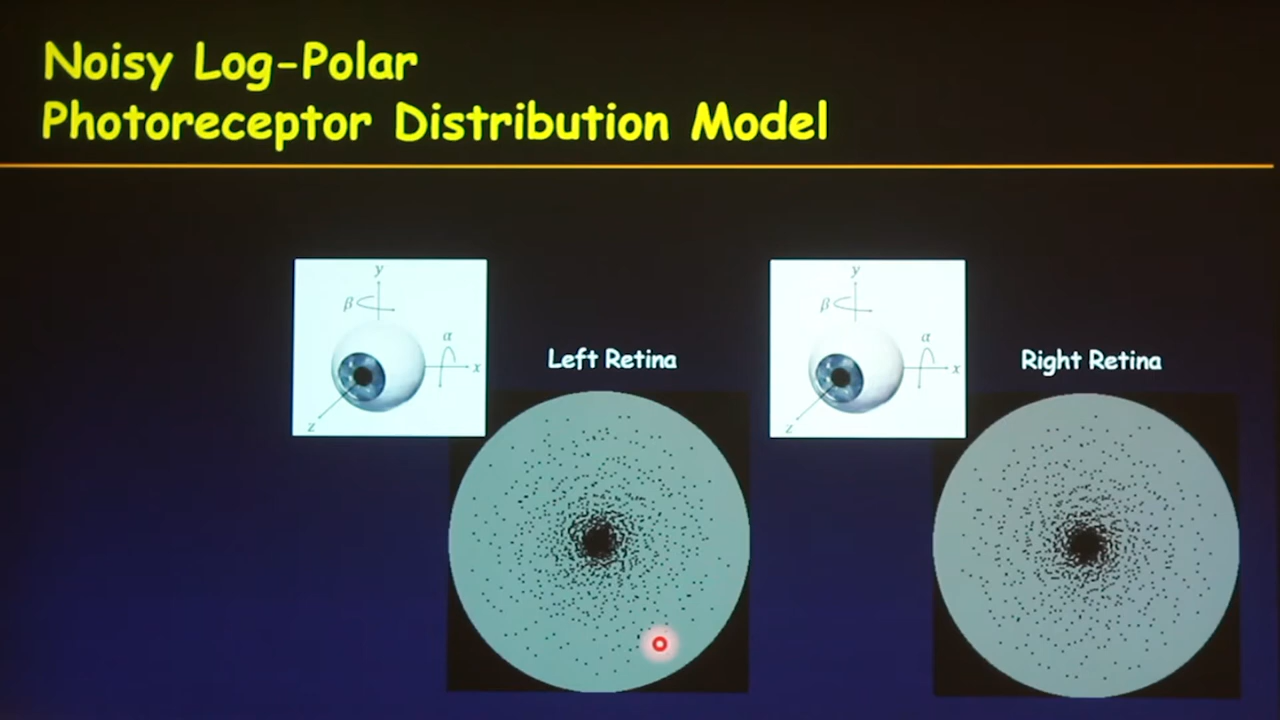 Noisy Log-Polar
Photoreceptor Distribution Model
y
β
α
x
z
Left Retina
y
β
α
x
z
Right Retina